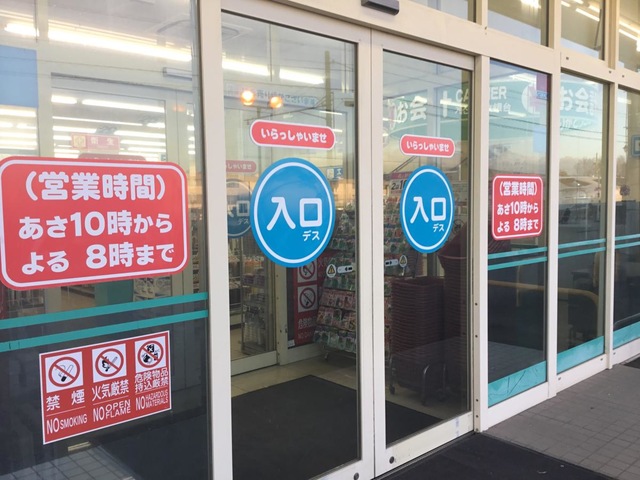 (営業時間)
あさ10時から
よる 8時まで
禁煙
NO SMOKING
火気厳禁
NO OPEN FLAME
危険物品
持込厳禁
NO HAZARDOUS MATERIALS
いらっしゃいませ
入口
デス
いらっしゃいませ
入口
デス
(営業時間)
あさ10時から
よる 8時まで